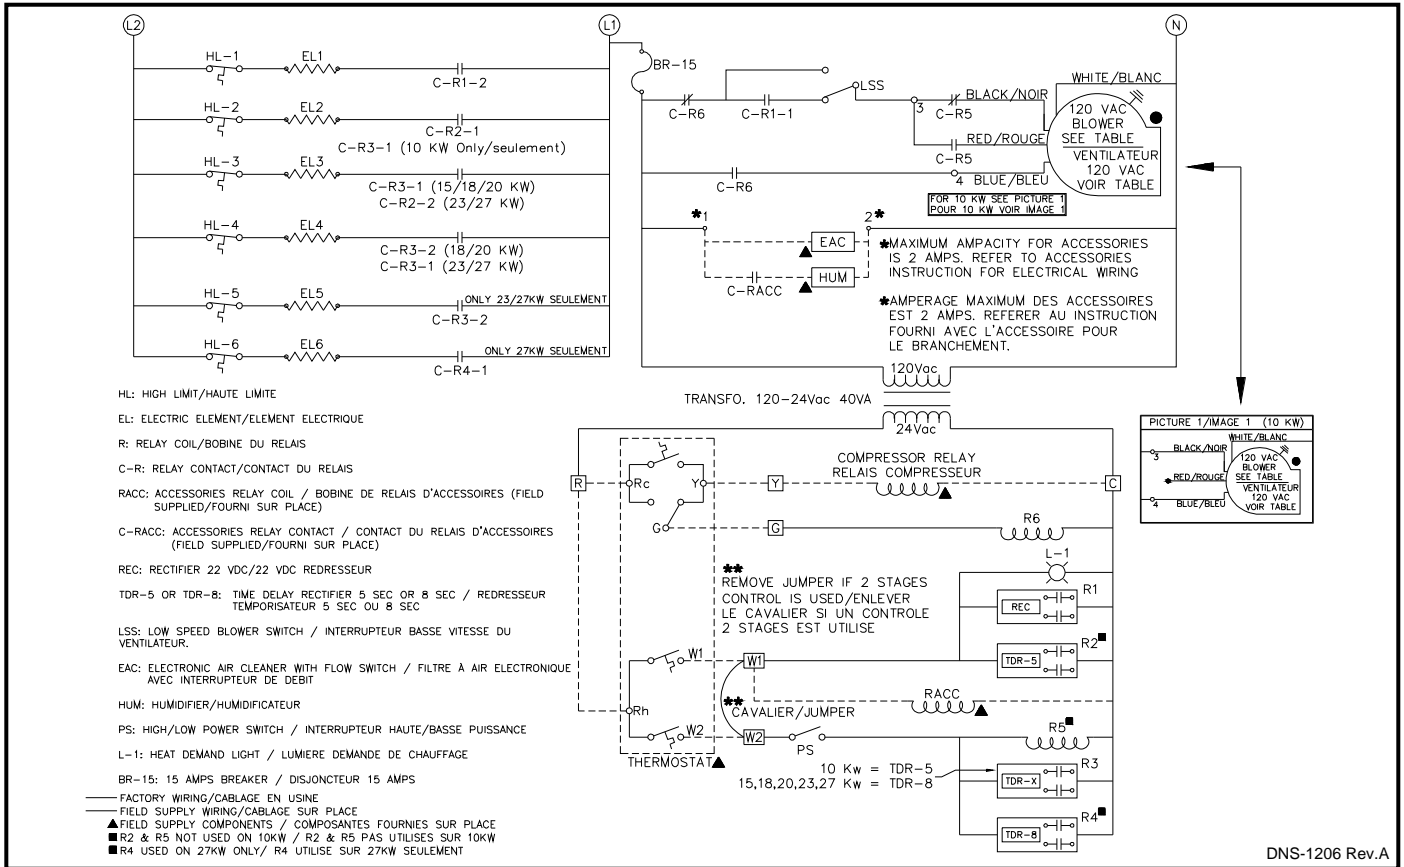 L2
L1
N
HL-1
EL1
C-R1-2
HL-2
EL2
C-R2-1
C-R3-1 (10 KW Only/seulement)
HL-3
EL3
C-R3-1 (15/18/20 KW)
C-R2-2 (23/27 KW)
HL-4
EL4
C-R3-2 (18/20 KW)
C-R3-1 (23/27 KW)
HL-5
EL5
ONLY 23/27KW SEULEMENT
C-R3-2
HL-6
EL6
ONLY 27KW SEULEMENT
C-R4-1
BR-15
C-R6
C-R1-1
LSS
3
BLACK/NOIR
C-R5
RED/ROUGE
C-R5
C-R6
4 BLUE/BLEU
WHITE/BLANC
120 VAC
BLOWER
SEE TABLE
VENTILATEUR
120 VAC
VOIR TABLE
FOR 10 KW SEE PICTURE 1
POUR 10 KW VOIR IMAGE 1
*1
2*
EAC
HUM
C-RACC
*MAXIMUM AMPACITY FOR ACCESSORIES
IS 2 AMPS. REFER TO ACCESSORIES
INSTRUCTION FOR ELECTRICAL WIRING
*AMPERAGE MAXIMUM DES ACCESSOIRES
EST 2 AMPS. REFERER AU INSTRUCTION
FOURNI AVEC L'ACCESSOIRE POUR
LE BRANCHEMENT.
120Vac
TRANSFO. 120-24Vac 40VA
24Vac
PICTURE 1/IMAGE 1 (10 KW)
WHITE/BLANC
3
BLACK/NOIR
*RED/ROUGE
4
BLUE/BLEU
120 VAC
BLOWER
SEE TABLE
VENTILATEUR
120 VAC
VOIR TABLE
HL: HIGH LIMIT/HAUTE LIMITE
EL: ELECTRIC ELEMENT/ELEMENT ELECTRIQUE
R: RELAY COIL/BOBINE DU RELAIS
C-R: RELAY CONTACT/CONTACT DU RELAIS
RACC: ACCESSORIES RELAY COIL / BOBINE DE RELAIS D'ACCESSOIRES (FIELD
SUPPLIED/FOURNI SUR PLACE)
C-RACC: ACCESSORIES RELAY CONTACT / CONTACT DU RELAIS D'ACCESSOIRES
(FIELD SUPPLIED/FOURNI SUR PLACE)
REC: RECTIFIER 22 VDC/22 VDC REDRESSEUR
TDR-5 OR TDR-8: TIME DELAY RECTIFIER 5 SEC OR 8 SEC / REDRESSEUR
TEMPORISATEUR 5 SEC OU 8 SEC
LSS: LOW SPEED BLOWER SWITCH / INTERRUPTEUR BASSE VITESSE DU
VENTILATEUR.
EAC: ELECTRONIC AIR CLEANER WITH FLOW SWITCH / FILTRE À AIR ELECTRONIQUE
AVEC INTERRUPTEUR DE DEBIT
HUM: HUMIDIFIER/HUMIDIFICATEUR
PS: HIGH/LOW POWER SWITCH / INTERRUPTEUR HAUTE/BASSE PUISSANCE
L-1: HEAT DEMAND LIGHT / LUMIERE DEMANDE DE CHAUFFAGE
BR-15: 15 AMPS BREAKER / DISJONCTEUR 15 AMPS
FACTORY WIRING/CABLAGE EN USINE
FIELD SUPPLY WIRING/CABLAGE SUR PLACE
▲FIELD SUPPLY COMPONENTS / COMPOSANTES FOURNIES SUR PLACE
■R2 & R5 NOT USED ON 10KW / R2 & R5 PAS UTILISES SUR 10KW
■R4 USED ON 27KW ONLY/ R4 UTILISE SUR 27KW SEULEMENT
R
Rc
Y
Y
COMPRESSOR RELAY
RELAIS COMPRESSEUR
C
G
G
R6
L-1
**
REMOVE JUMPER IF 2 STAGES
CONTROL IS USED/ENLEVER
LE CAVALIER SI UN CONTROLE
2 STAGES EST UTILISE
REC
R1
TDR-5
R2■
W1
W1
Rh
RACC
**
CAVALIER/JUMPER
W2
W2
PS
R5■
THERMOSTAT▲
10 Kw = TDR-5
15,18,20,23,27 Kw = TDR-8
TDR-X
R3
TDR-8
R4■
DNS-1206 Rev.A